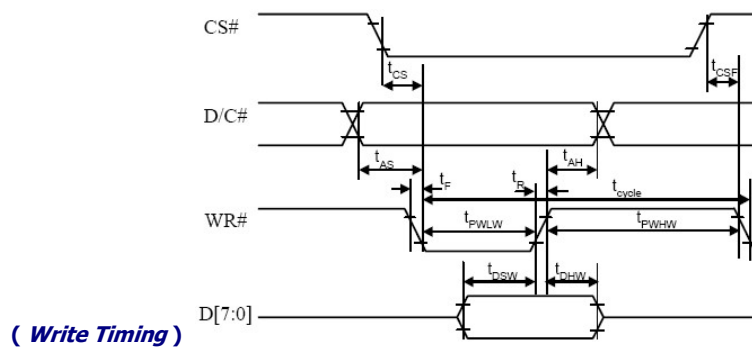 CS#
tCS
tCSF
D/C#
tAS
tF
tR
tAH
tcycle
WR#
tPWLW
tPWHW
tDSW
tDHW
( Write Timing ) D[7:0]